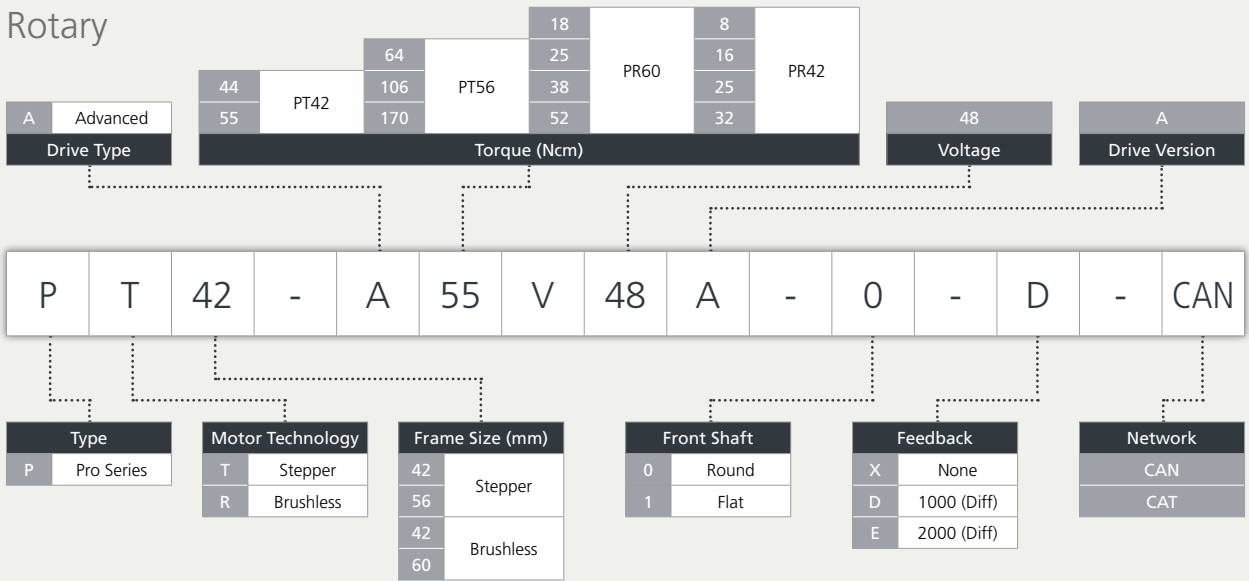 Rotary
18 8
64 25 16
44 106 PT56 38 PR60 25 PR42
A Advanced 55 PT42 170 52 32 48 A
Drive Type Torque (Ncm) Voltage Drive Version
P T 42 - A 55 V 48 A - 0 - D - CAN
Type Motor Technology Frame Size (mm) Front Shaft Feedback Network
P Pro Series T Stepper 42 Stepper 0 Round X None CAN
R Brushless 56 1 Flat D 1000 (Diff) CAT
42 Brushless E 2000 (Diff)
60